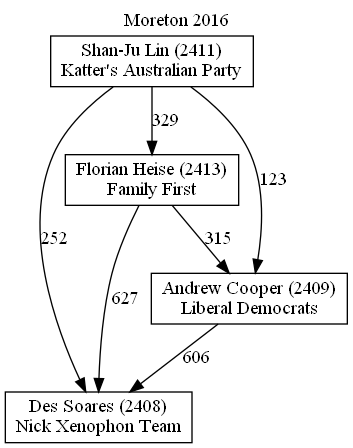 Moreton 2016
Shan-Ju Lin (2411)
Katter's Australian Party
329
Florian Heise (2413)
Family First
123
252
315
627
Andrew Cooper (2409)
Liberal Democrats
606
Des Soares (2408)
Nick Xenophon Team